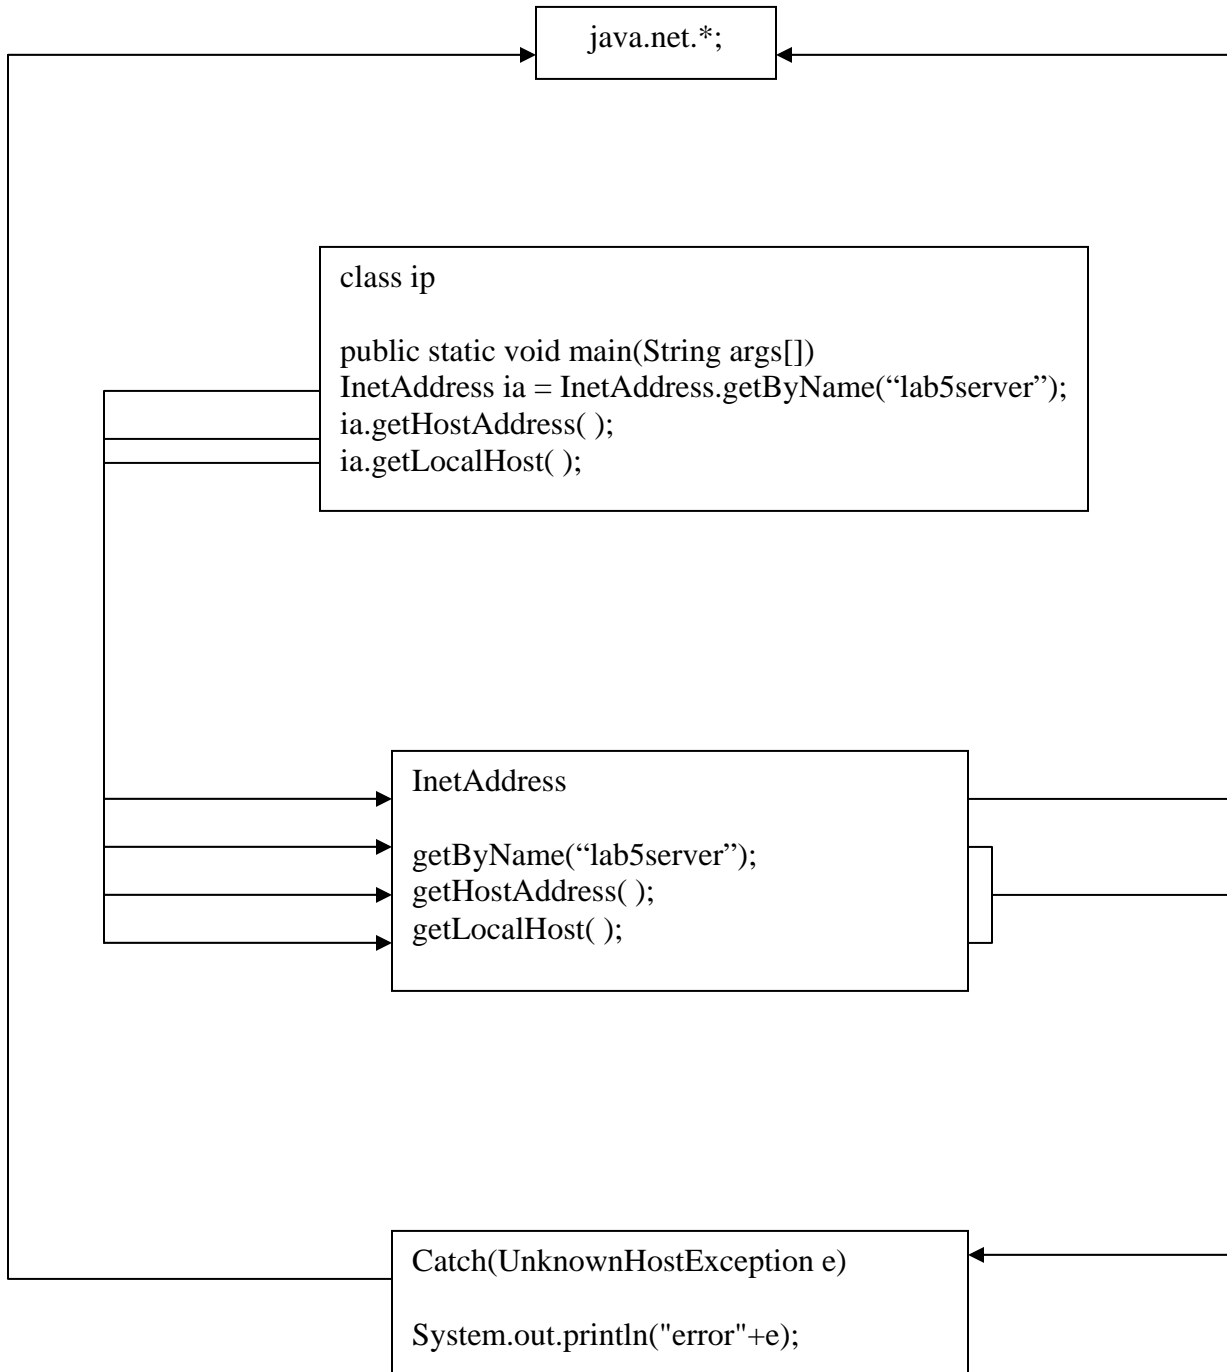 java.net.*;
class ip
public static void main(String args[])
InetAddress ia = InetAddress.getByName(“lab5server”);
ia.getHostAddress( );
ia.getLocalHost( );
InetAddress
getByName(“lab5server”);
getHostAddress( );
getLocalHost( );
Catch(UnknownHostException e)
System.out.println("error"+e);